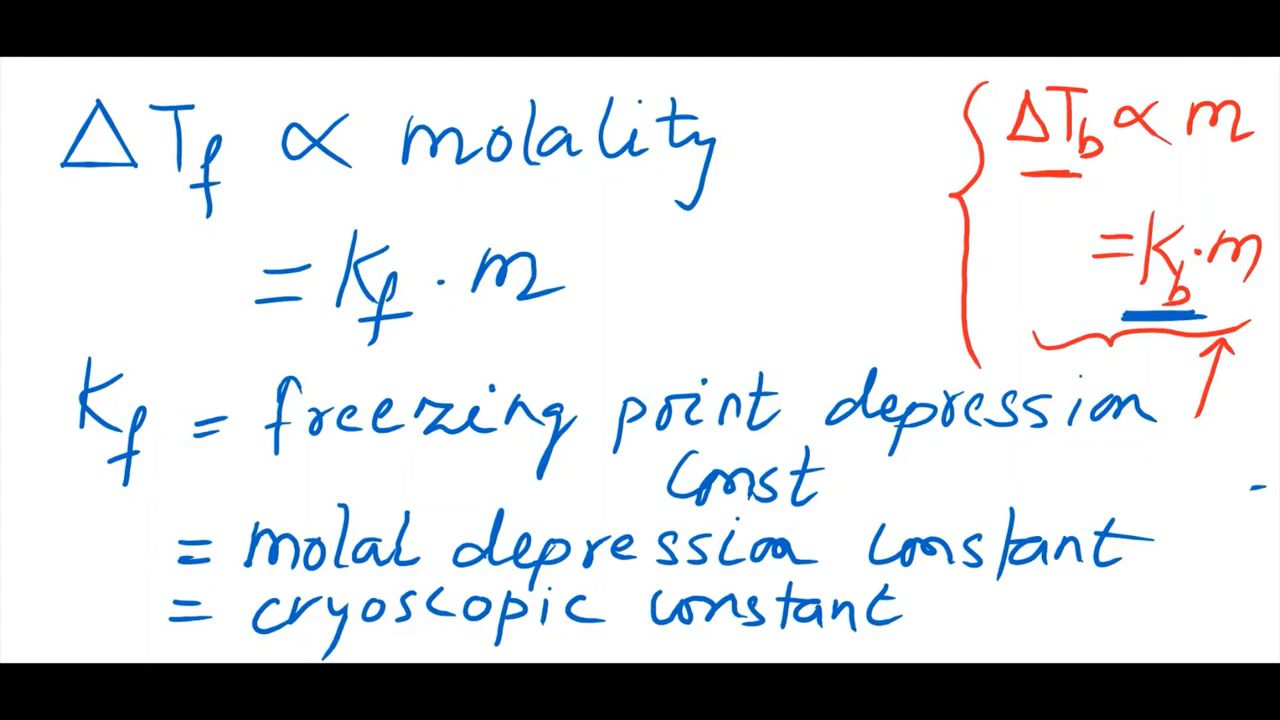 ΔTf ∝ molality
= Kf · m
Kf = freezing point depression
const
= molal depression constant
= cryoscopic constant
ΔTb ∝ m
= Kb · m